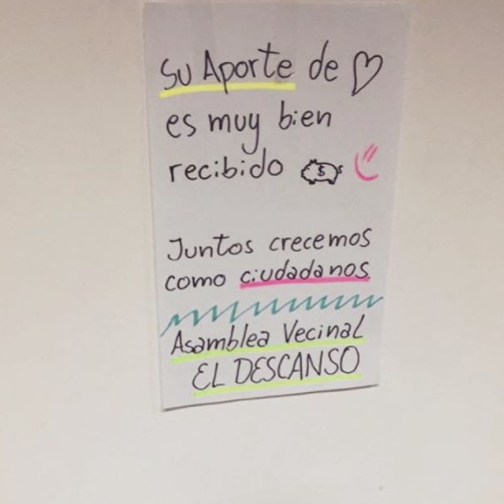 Su Aporte de ♡
es muy bien
recibido
Juntos crecemos
como ciudadanos
Asamblea Vecinal
EL DESCANSO